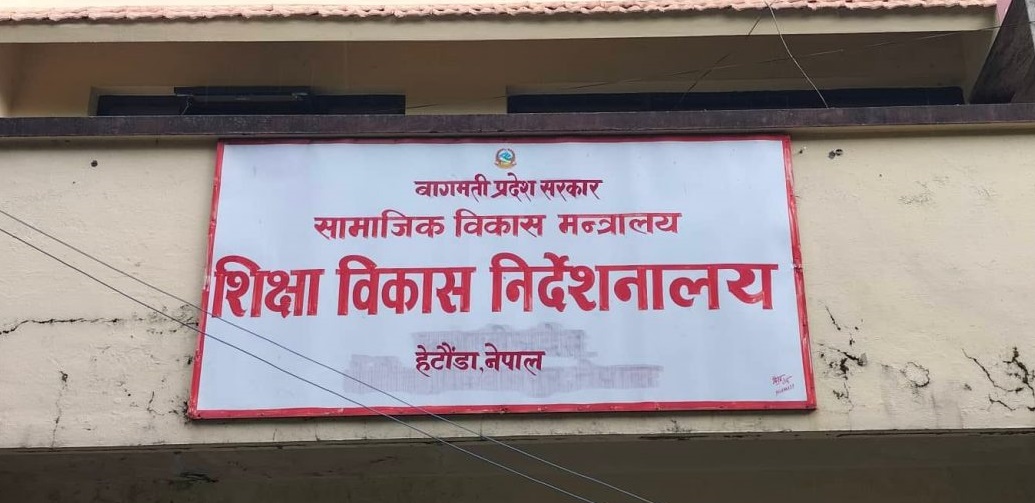 बागमती प्रदेश सरकार
सामाजिक विकास मन्त्रालय
शिक्षा विकास निर्देशनालय
हेटौंडा, नेपाल